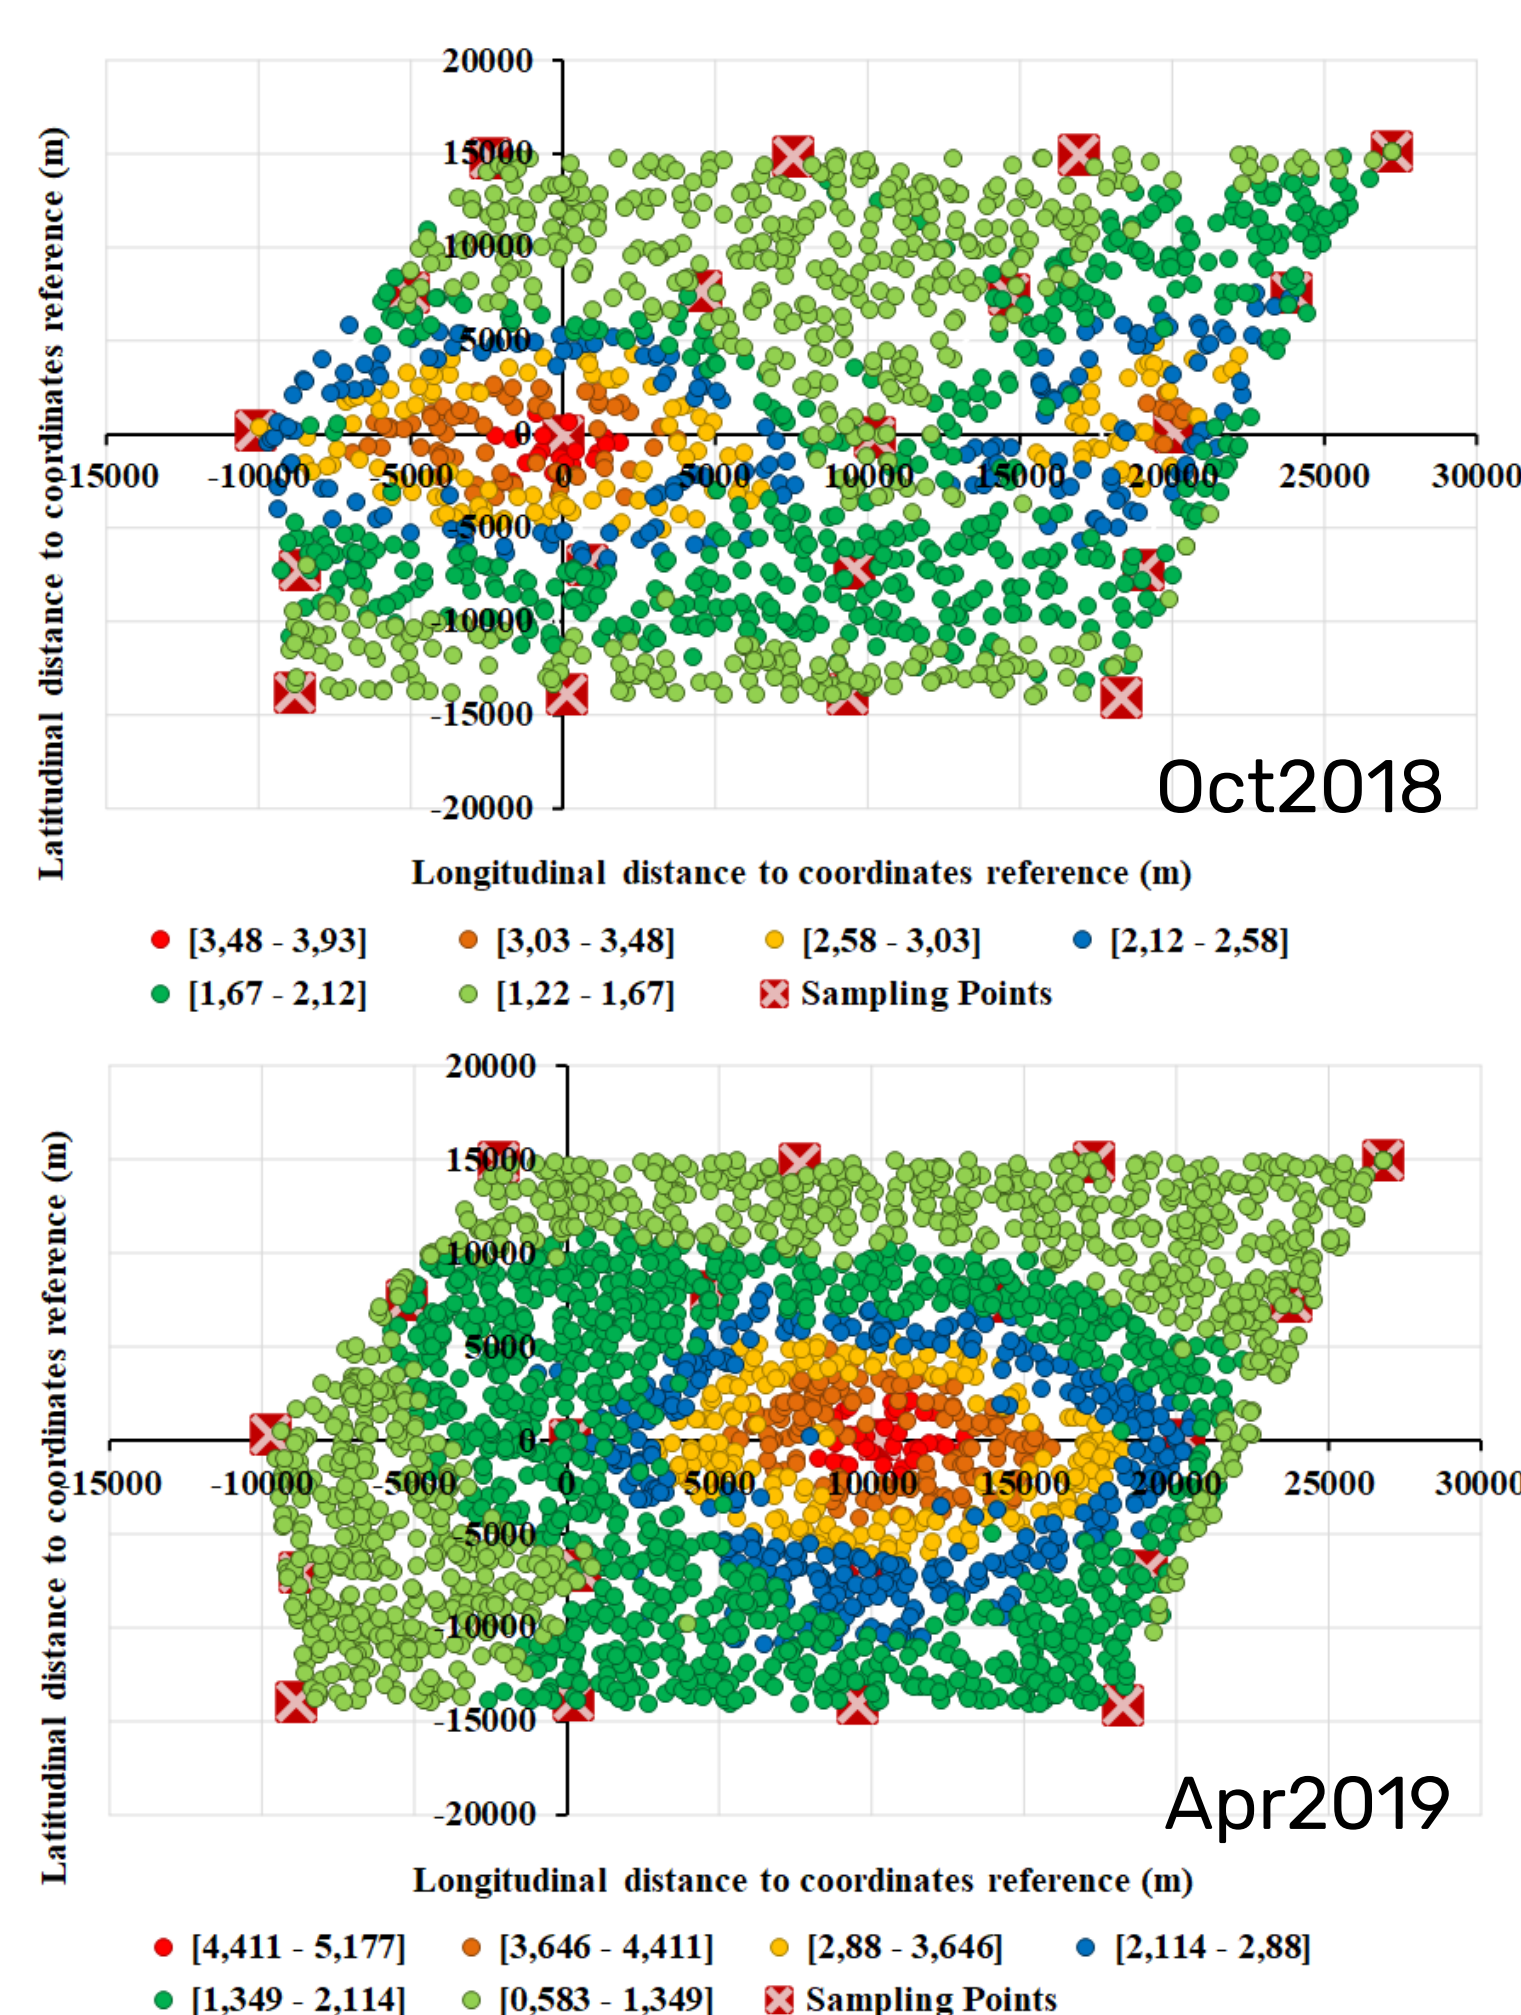 20000
15000
10000
5000
0
-15000 -10000 -5000 0 5000 10000 15000 20000 25000 30000
-5000
-10000
-15000
-20000
Latitudinal distance to coordinates reference (m)
Oct2018
Longitudinal distance to coordinates reference (m)
[3,48 - 3,93] [3,03 - 3,48] [2,58 - 3,03] [2,12 - 2,58]
[1,67 - 2,12] [1,22 - 1,67] Sampling Points
20000
15000
10000
5000
0
-15000 -10000 -5000 0 5000 10000 15000 20000 25000 30000
-5000
-10000
-15000
-20000
Latitudinal distance to coordinates reference (m)
Apr2019
Longitudinal distance to coordinates reference (m)
[4,411 - 5,177] [3,646 - 4,411] [2,88 - 3,646] [2,114 - 2,88]
[1,349 - 2,114] [0,583 - 1,349] Sampling Points